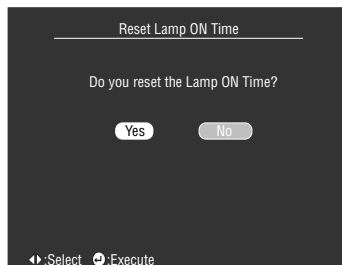 Reset Lamp ON Time
Do you reset the Lamp ON Time?
Yes No
:Select :Execute